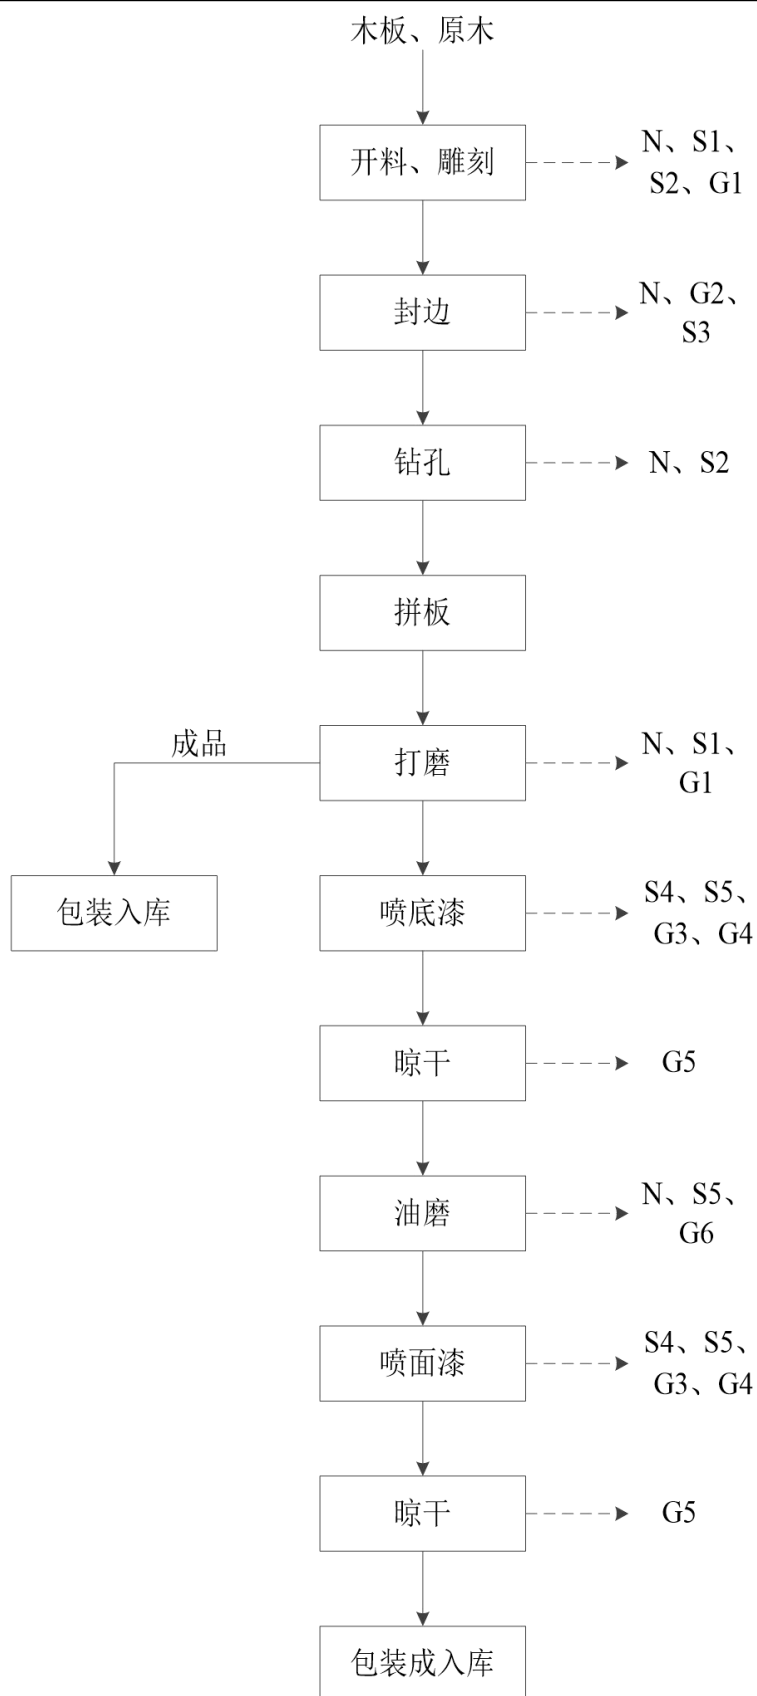 木板、原木
开料、雕刻
N、S1、
S2、G1
封边
N、G2、
S3
钻孔
N、S2
拼板
成品
打磨
N、S1、
G1
包装入库
喷底漆
S4、S5、
G3、G4
晾干
G5
油磨
N、S5、
G6
喷面漆
S4、S5、
G3、G4
晾干
G5
包装成入库